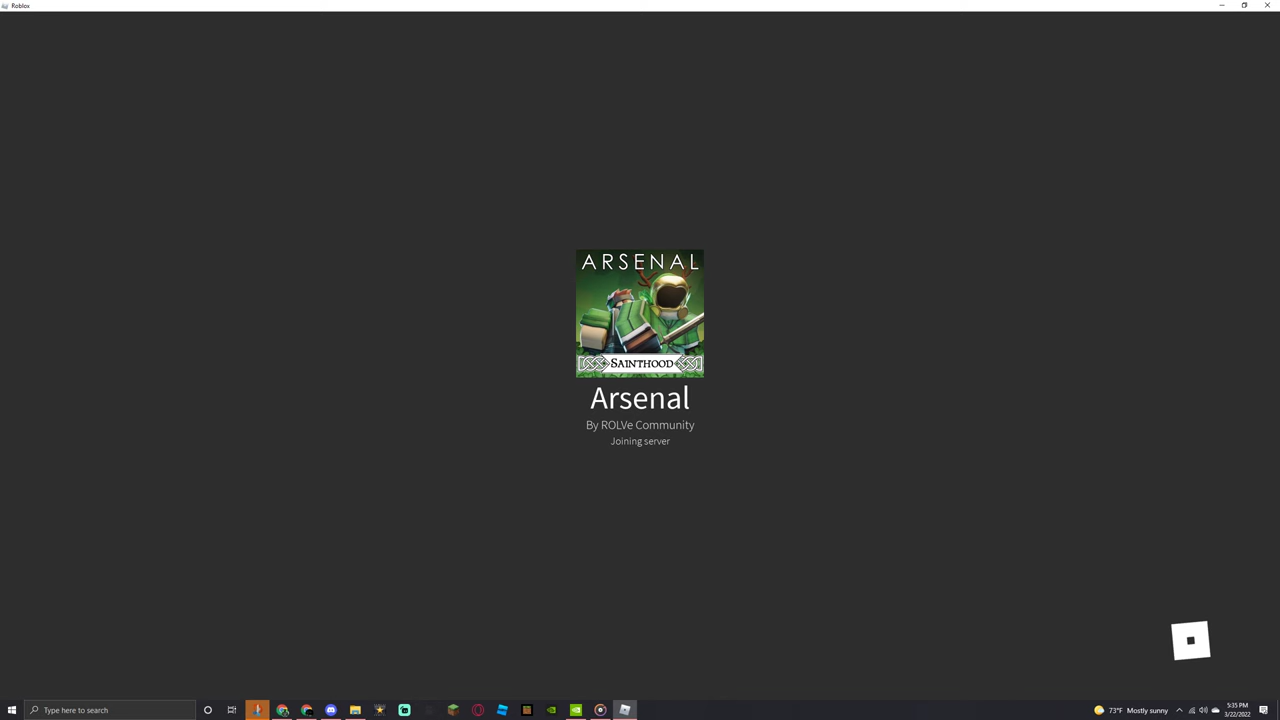 Roblox
ARSENAL
SAINTHOOD
Arsenal
By ROLVe Community
Joining server
Type here to search
73°F Mostly sunny
5:35 PM
3/22/2022